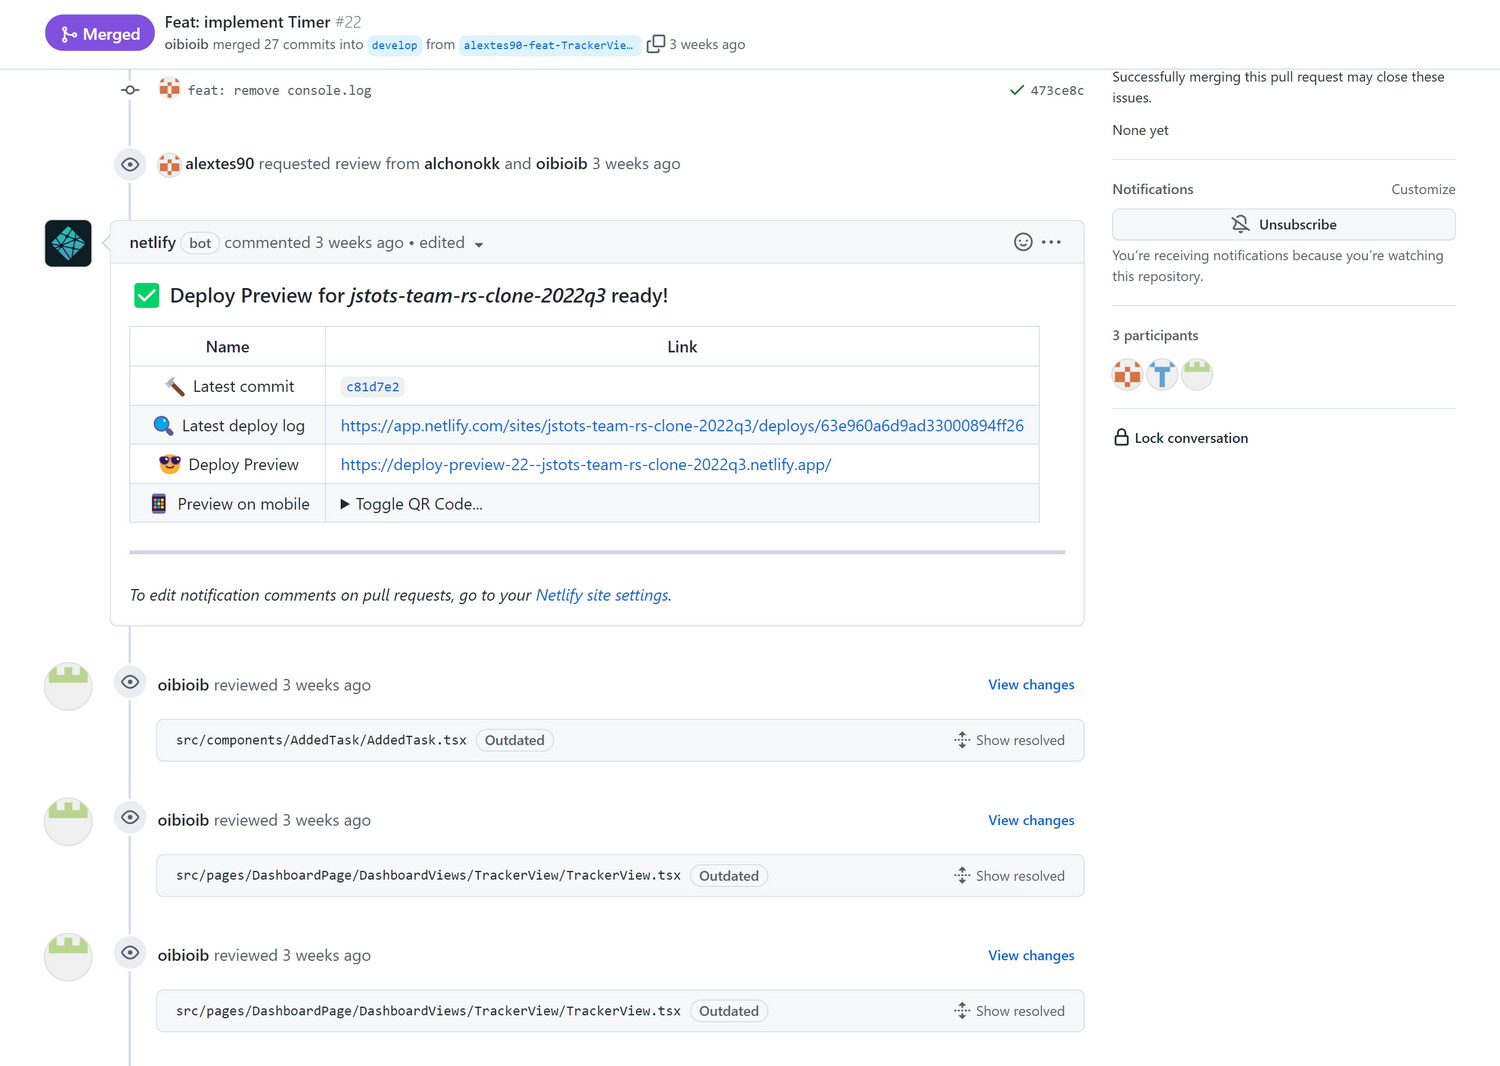 Merged
Feat: implement Timer #22
oibioib merged 27 commits into develop from alextes90-feat-TrackerVie... 3 weeks ago
feat: remove console.log 473ce8c
Successfully merging this pull request may close these
issues.
None yet
alextes90 requested review from alchonokk and oibioib 3 weeks ago
Notifications Customize
Unsubscribe
You're receiving notifications because you're watching
this repository.
3 participants
Lock conversation
netlify bot commented 3 weeks ago • edited
Deploy Preview for jstots-team-rs-clone-2022q3 ready!
Name Link
Latest commit c81d7e2
Latest deploy log https://app.netlify.com/sites/jstots-team-rs-clone-2022q3/deploys/63e960a6d9ad33000894ff26
Deploy Preview https://deploy-preview-22--jstots-team-rs-clone-2022q3.netlify.app/
Preview on mobile Toggle QR Code...
To edit notification comments on pull requests, go to your Netlify site settings.
oibioib reviewed 3 weeks ago View changes
src/components/AddedTask/AddedTask.tsx Outdated Show resolved
oibioib reviewed 3 weeks ago View changes
src/pages/DashboardPage/DashboardViews/TrackerView/TrackerView.tsx Outdated Show resolved
oibioib reviewed 3 weeks ago View changes
src/pages/DashboardPage/DashboardViews/TrackerView/TrackerView.tsx Outdated Show resolved